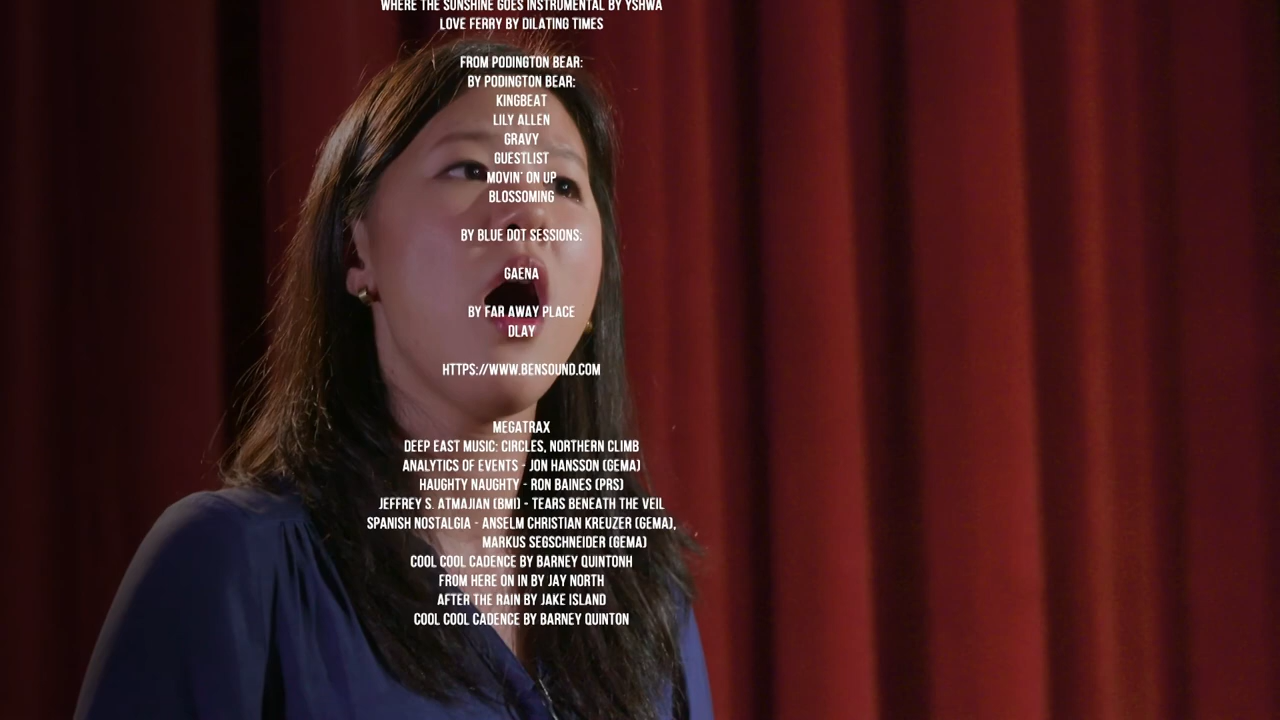 WHERE THE SUNSHINE GOES INSTRUMENTAL BY YSHWA
LOVE FERRY BY DILATING TIMES
FROM PODINGTON BEAR:
BY PODINGTON BEAR:
KINGBEAT
LILY ALLEN
GRAVY
GUESTLIST
MOVIN' ON UP
BLOSSOMING
BY BLUE DOT SESSIONS:
GAENA
BY FAR AWAY PLACE
DLAY
HTTPS://WWW.BENSOUND.COM
MEGATRAX
DEEP EAST MUSIC: CIRCLES, NORTHERN CLIMB
ANALYTICS OF EVENTS - JON HANSSON (GEMA)
HAUGHTY NAUGHTY - RON BAINES (PRS)
JEFFREY S. ATMAJIAN (BMI) - TEARS BENEATH THE VEIL
SPANISH NOSTALGIA - ANSELM CHRISTIAN KREUZER (GEMA),
MARKUS SEGSCHNEIDER (GEMA)
COOL COOL CADENCE BY BARNEY QUINTONH
FROM HERE ON IN BY JAY NORTH
AFTER THE RAIN BY JAKE ISLAND
COOL COOL CADENCE BY BARNEY QUINTON